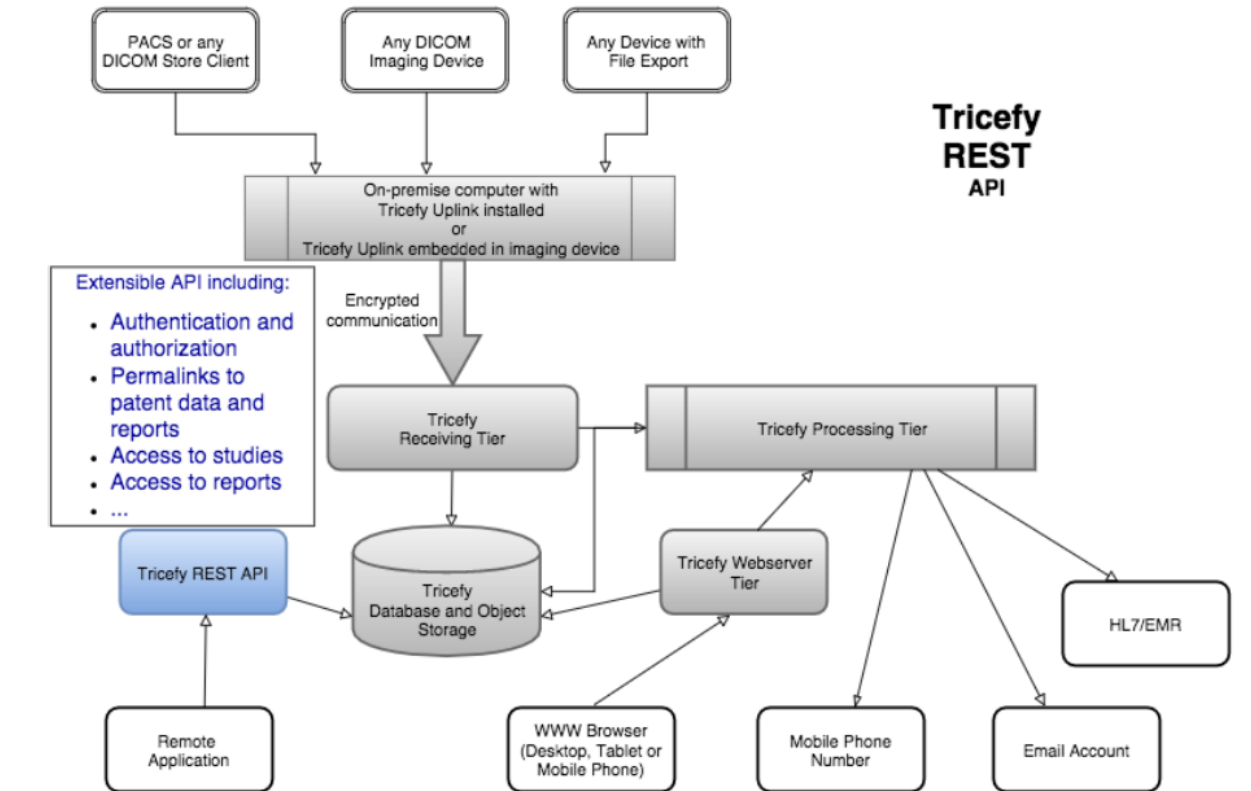 PACS or any
DICOM Store Client
Any DICOM
Imaging Device
Any Device with
File Export
Tricefy
REST
API
On-premise computer with
Tricefy Uplink installed
or
Tricefy Uplink embedded in imaging device
Extensible API including:
• Authentication and
authorization
• Permalinks to
patent data and
reports
• Access to studies
• Access to reports
• ...
Encrypted
communication
Tricefy
Receiving Tier
Tricefy Processing Tier
Tricefy REST API
Tricefy
Database and Object
Storage
Tricefy Webserver
Tier
HL7/EMR
Remote
Application
WWW Browser
(Desktop, Tablet or
Mobile Phone)
Mobile Phone
Number
Email Account